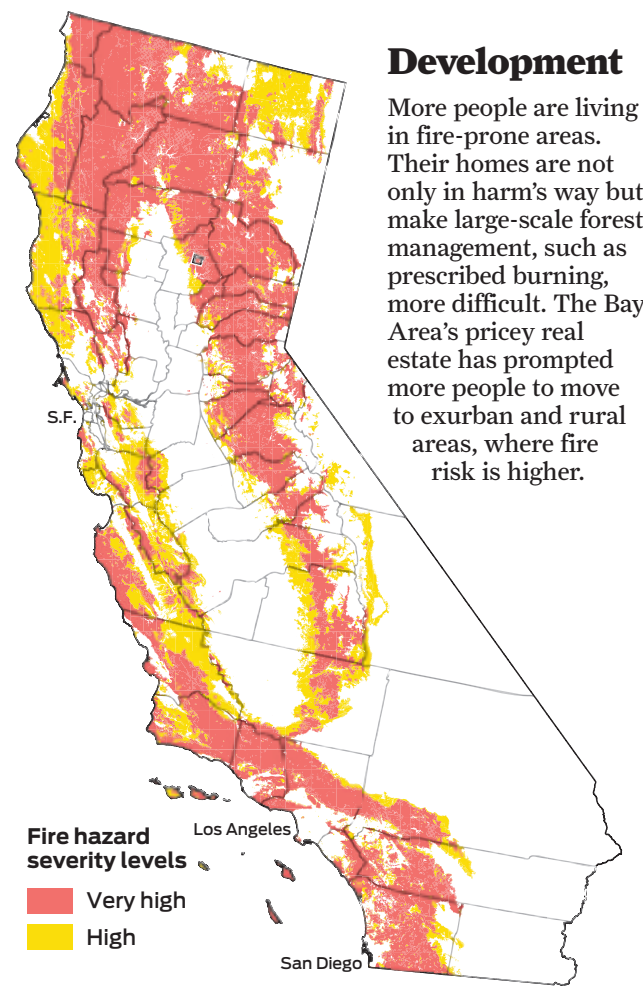 Development
More people are living
in fire-prone areas.
Their homes are not
only in harm’s way but
make large-scale forest
management, such as
prescribed burning,
more difficult. The Bay
Area’s pricey real
estate has prompted
more people to move
to exurban and rural
areas, where fire
risk is higher.
S.F.
Los Angeles
San Diego
Fire hazard
severity levels
Very high
High